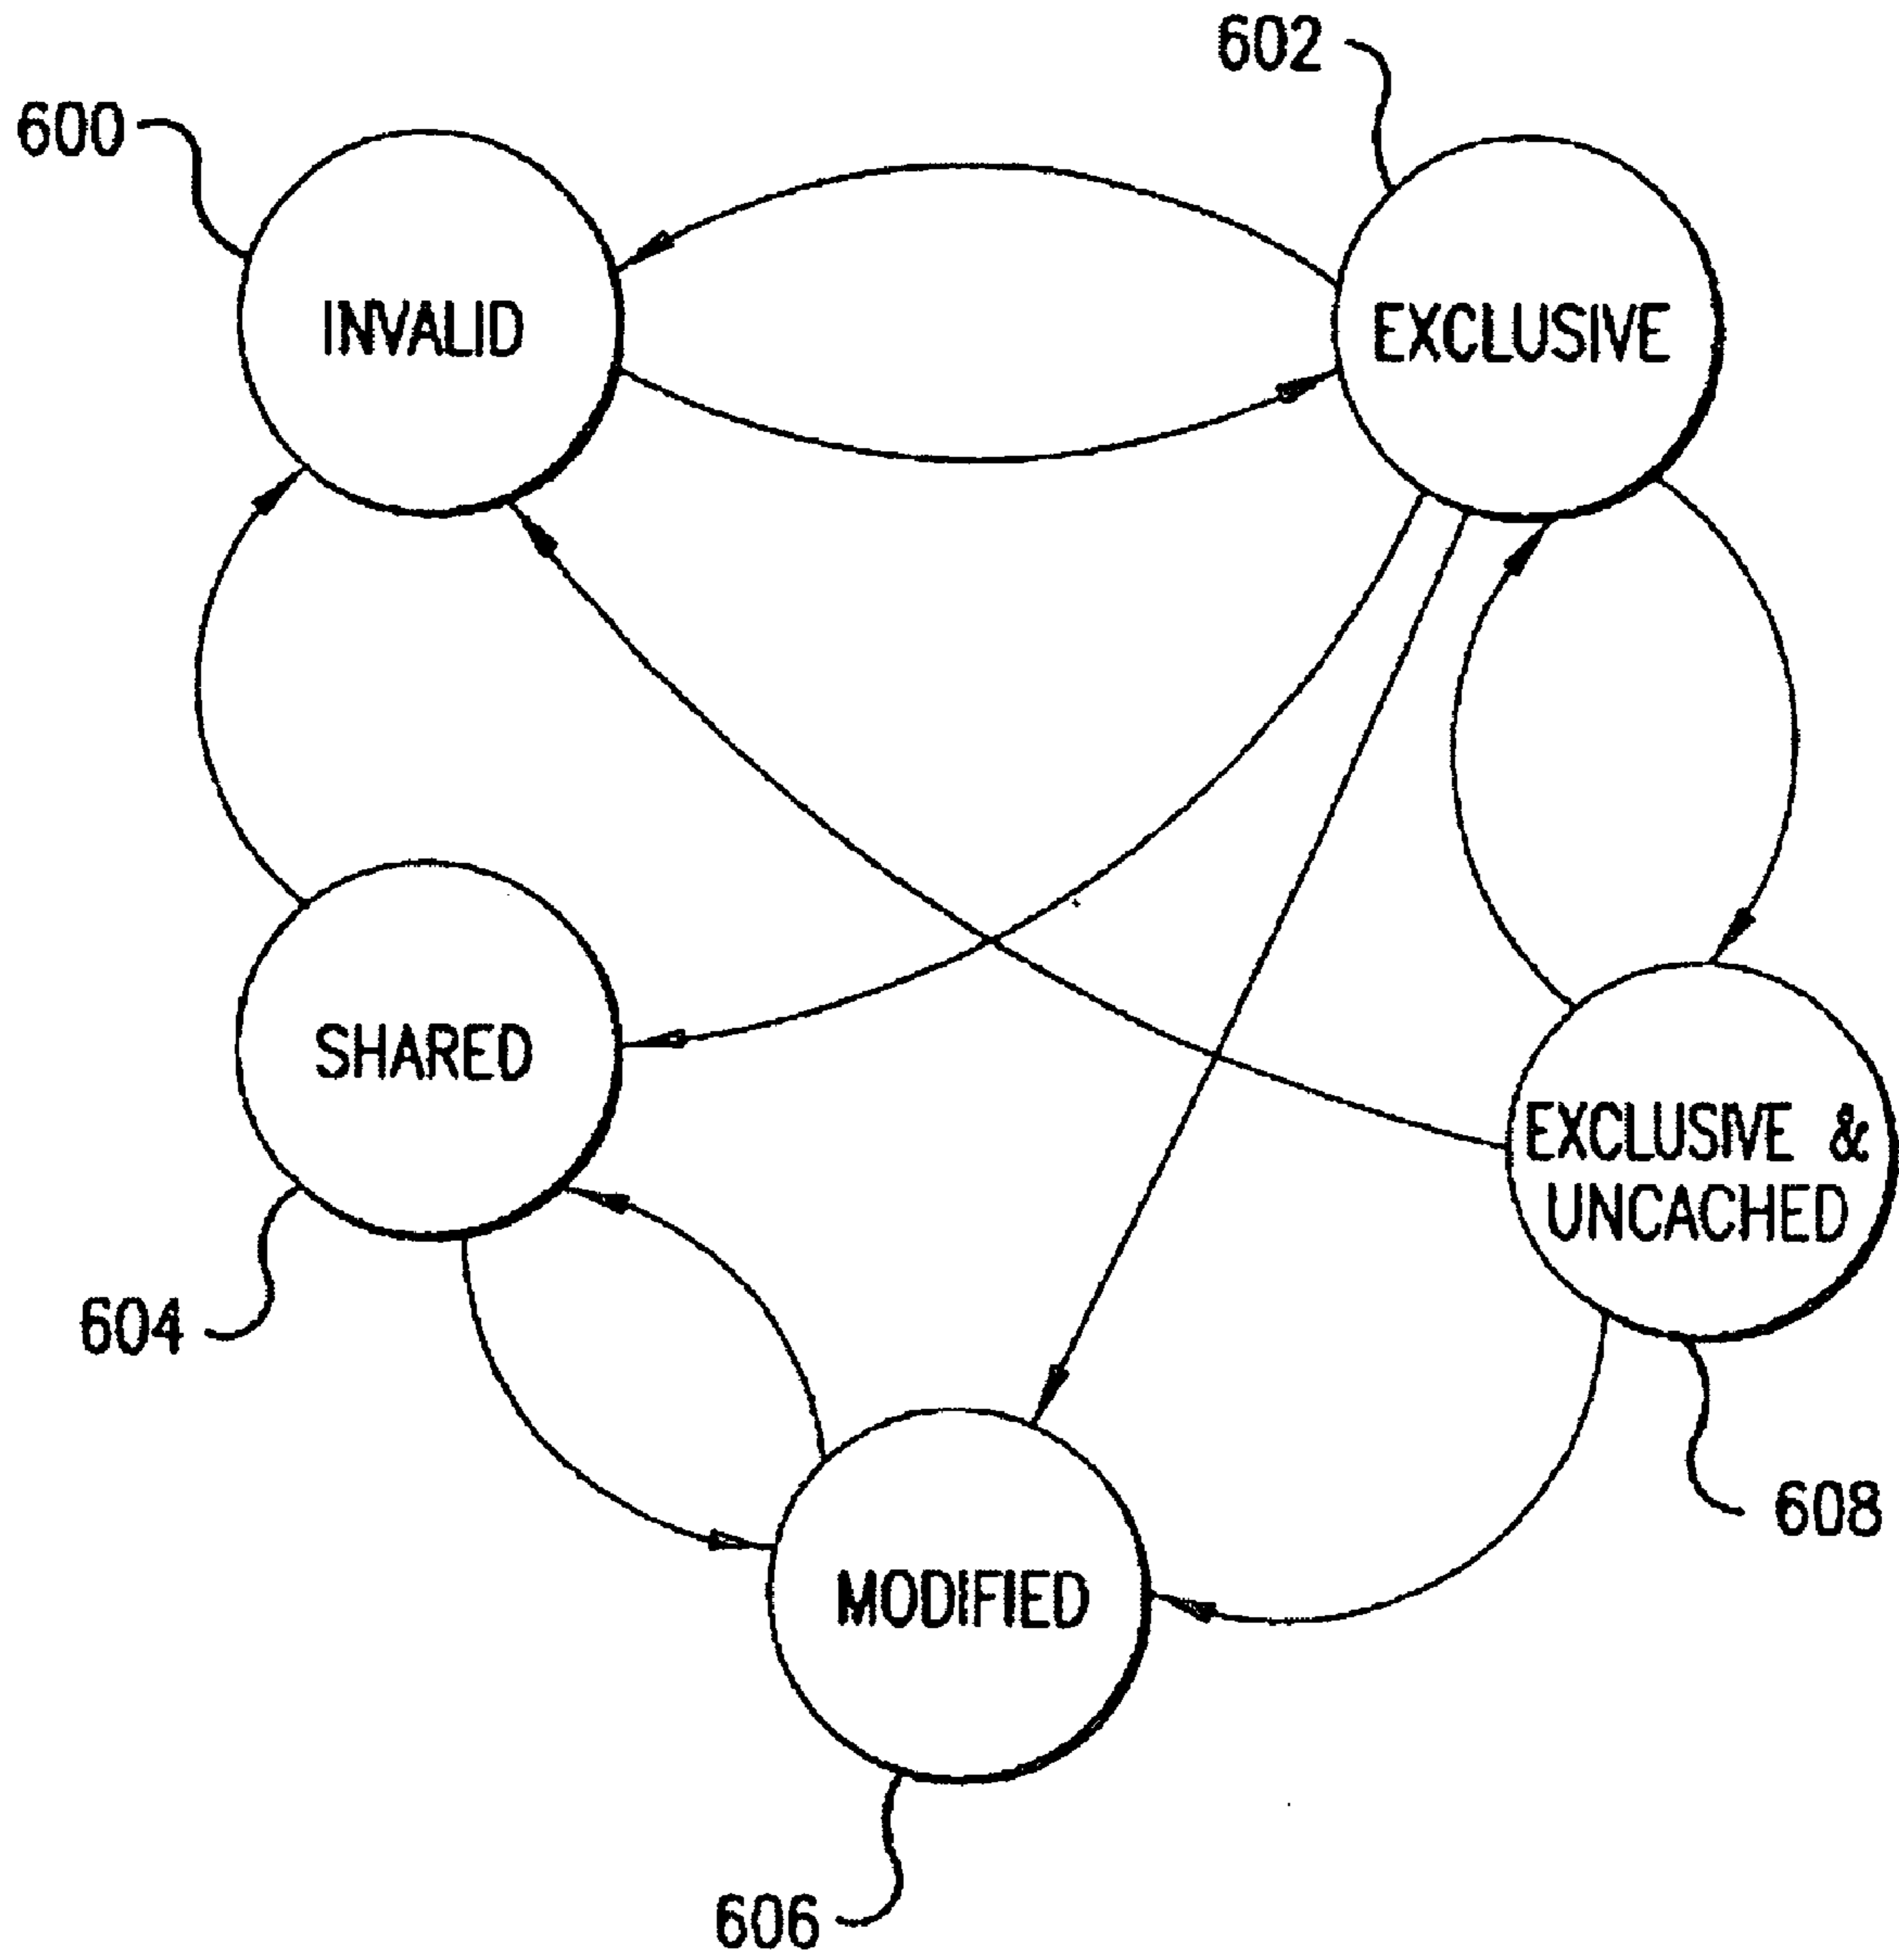 602
600
INVALID
EXCLUSIVE
SHARED
EXCLUSIVE &
UNCACHED
604
608
MODIFIED
606